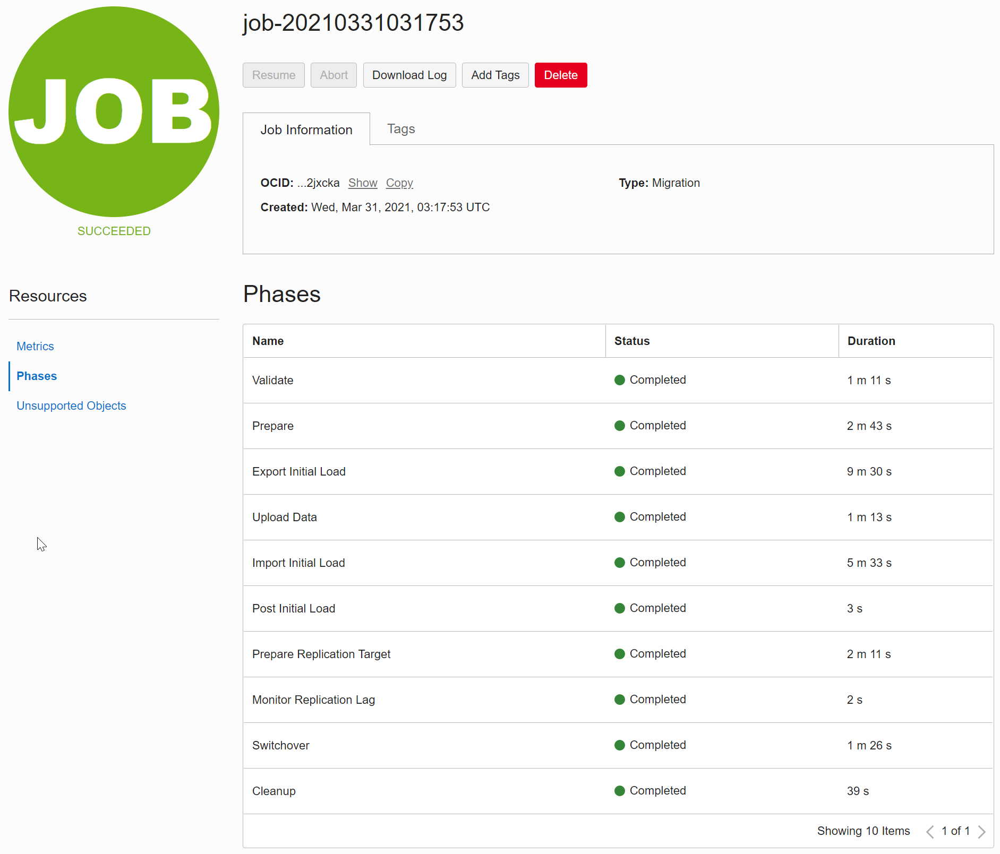 JOB
SUCCEEDED
job-20210331031753
Resume Abort Download Log Add Tags Delete
Job Information Tags
OCID: ...2jxcka Show Copy Type: Migration
Created: Wed, Mar 31, 2021, 03:17:53 UTC
Resources
Metrics
Phases
Unsupported Objects
Phases
Name Status Duration
Validate Completed 1 m 11 s
Prepare Completed 2 m 43 s
Export Initial Load Completed 9 m 30 s
Upload Data Completed 1 m 13 s
Import Initial Load Completed 5 m 33 s
Post Initial Load Completed 3 s
Prepare Replication Target Completed 2 m 11 s
Monitor Replication Lag Completed 2 s
Switchover Completed 1 m 26 s
Cleanup Completed 39 s
Showing 10 Items 1 of 1